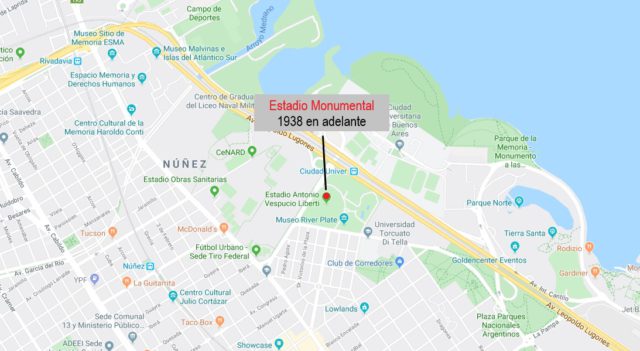 Campo de
Deportes
Arroyo Medrano
Museo Sitio de
Memoria ESMA
Rivadavia
Museo Malvinas e
Islas del Atlántico Sur
Espacio Memoria y
Derechos Humanos
Centro de Gradua
del Liceo Naval Milit
Estadio Monumental
1938 en adelante
Ciudad
Universitaria
Buenos
Aires
Saavedra
Centro Cultural de la
Memoria Haroldo Conti
Av. Leopoldo Lugones
Parque de la
Memoria -
Monumento a
las
NÚÑEZ
CeNARD
Ciudad Univer
Estadio Obras Sanitarias
Estadio Antonio
Vespucio Liberti
Av. Cabildo
Museo River Plate
Parque Norte
Tucson
McDonald's
Universidad
Torcuato
Di Tella
Tierra Santa
Rodizio
Fútbol Urbano -
Sede Tiro Federal
Goldencenter Eventos
Av. García del Río
Núñez
Club de Corredores
Gardiner
YPF
La Guitarrita
Av. Int. Cantilo
Av. Leopoldo Lugones
Centro Cultural
Julio Cortázar
Lowlands
Plaza Parques
Nacionales
Argentinos
La Pampa
Jet Ba
Sede Comunal
13 y Ministerio Público
Taco Box
ADEEI Sede
Showcase